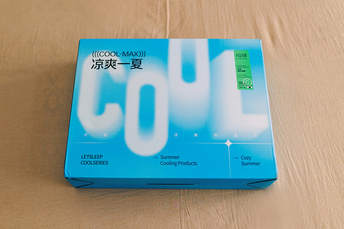 (((COOL-MAX)))
凉爽一夏
COOL
LETSLEEP
COOLSERIES
Summer
Cooling Products
Cozy
Summer